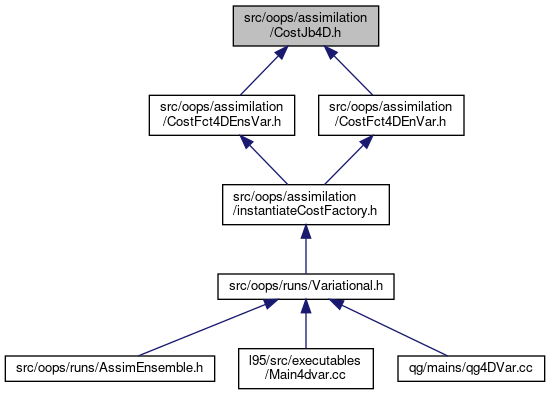 src/oops/assimilation
/CostJb4D.h
src/oops/assimilation
/CostFct4DEnsVar.h
src/oops/assimilation
/CostFct4DEnVar.h
src/oops/assimilation
/instantiateCostFactory.h
src/oops/runs/Variational.h
src/oops/runs/AssimEnsemble.h
l95/src/executables
/Main4dvar.cc
qg/mains/qg4DVar.cc